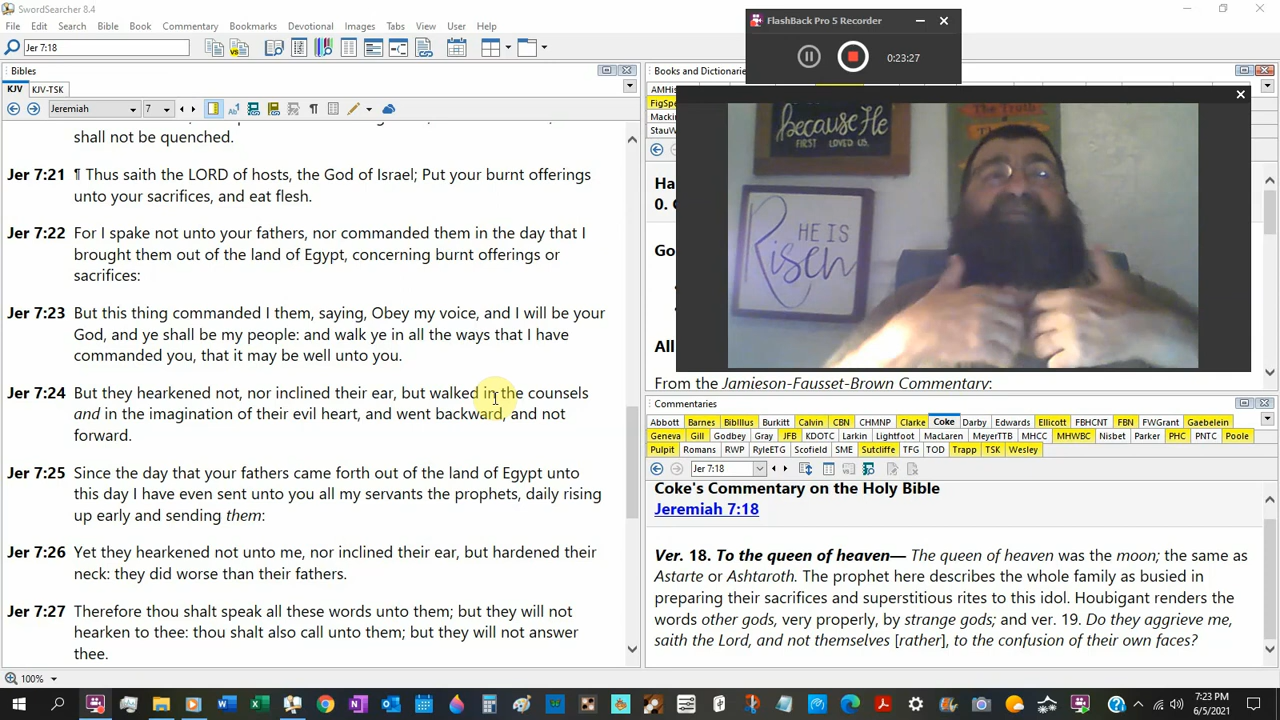 SwordSearcher 8.4
File Edit Search Bible Book Commentary Bookmarks Devotional Images Tabs View User Help
Jer 7:18
Bibles
KJV KJV-TSK
Jeremiah 7
shall not be quenched.
Jer 7:21 ¶ Thus saith the LORD of hosts, the God of Israel; Put your burnt offerings
unto your sacrifices, and eat flesh.
Jer 7:22 For I spake not unto your fathers, nor commanded them in the day that I
brought them out of the land of Egypt, concerning burnt offerings or
sacrifices:
Jer 7:23 But this thing commanded I them, saying, Obey my voice, and I will be your
God, and ye shall be my people: and walk ye in all the ways that I have
commanded you, that it may be well unto you.
Jer 7:24 But they hearkened not, nor inclined their ear, but walked in the counsels
and in the imagination of their evil heart, and went backward, and not
forward.
Jer 7:25 Since the day that your fathers came forth out of the land of Egypt unto
this day I have even sent unto you all my servants the prophets, daily rising
up early and sending them:
Jer 7:26 Yet they hearkened not unto me, nor inclined their ear, but hardened their
neck: they did worse than their fathers.
Jer 7:27 Therefore thou shalt speak all these words unto them; but they will not
hearken to thee: thou shalt also call unto them; but they will not answer
thee.
100%
FlashBack Pro 5 Recorder
0:23:27
Books and Dictionaries
AMHis
FigSpe
Mackin
StauW
Ha
0.
Go
All
because He
FIRST LOVED US.
The Truth
HE IS
Risen
From the Jamieson-Fausset-Brown Commentary:
Commentaries
Abbott Barnes BibIllus Burkitt Calvin CBN CHMNP Clarke Coke Darby Edwards Ellicott FBHCNT FBN FWGrant Gaebelein
Geneva Gill Godbey Gray JFB KDOTC Larkin Lightfoot MacLaren MeyerTTB MHCC MHWBC Nisbet Parker PHC PNTC Poole
Pulpit Romans RWP RyleETG Scofield SME Sutcliffe TFG TOD Trapp TSK Wesley
Jer 7:18
Coke's Commentary on the Holy Bible
Jeremiah 7:18
Ver. 18. To the queen of heaven— The queen of heaven was the moon; the same as
Astarte or Ashtaroth. The prophet here describes the whole family as busied in
preparing their sacrifices and superstitious rites to this idol. Houbigant renders the
words other gods, very properly, by strange gods; and ver. 19. Do they aggrieve me,
saith the Lord, and not themselves [rather], to the confusion of their own faces?
7:23 PM
6/5/2021